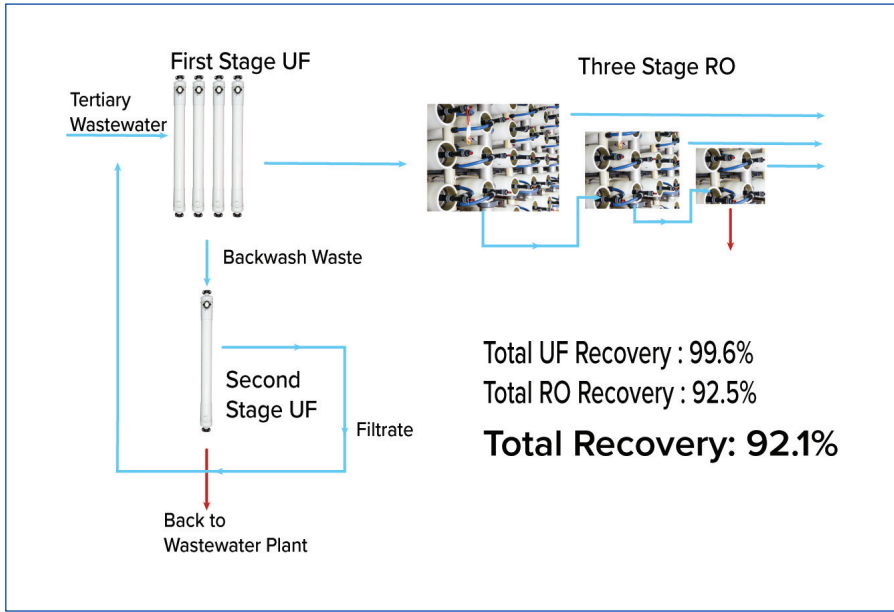 First Stage UF
Three Stage RO
Tertiary
Wastewater
Backwash Waste
Second
Stage UF
Filtrate
Back to
Wastewater Plant
Total UF Recovery : 99.6%
Total RO Recovery : 92.5%
Total Recovery: 92.1%